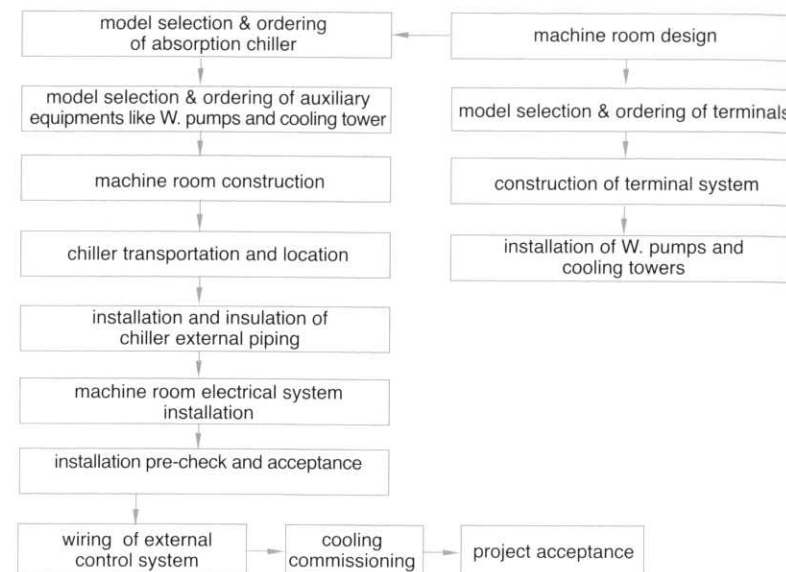 model selection & ordering
of absorption chiller
machine room design
model selection & ordering of auxiliary
equipments like W. pumps and cooling tower
model selection & ordering of terminals
machine room construction
construction of terminal system
chiller transportation and location
installation of W. pumps and
cooling towers
installation and insulation of
chiller external piping
machine room electrical system
installation
installation pre-check and acceptance
wiring of external
control system
cooling
commissioning
project acceptance